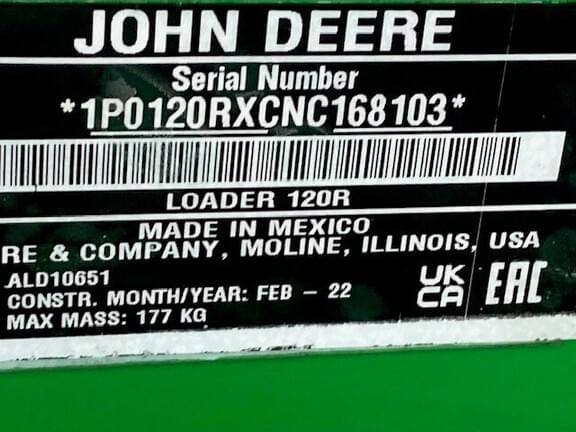 JOHN DEERE
Serial Number
*1P0120RXCNC168103*
LOADER 120R
MADE IN MEXICO
RE & COMPANY, MOLINE, ILLINOIS, USA
ALD10651
CONSTR. MONTH/YEAR: FEB - 22
MAX MASS: 177 KG
UK
CA
EAC